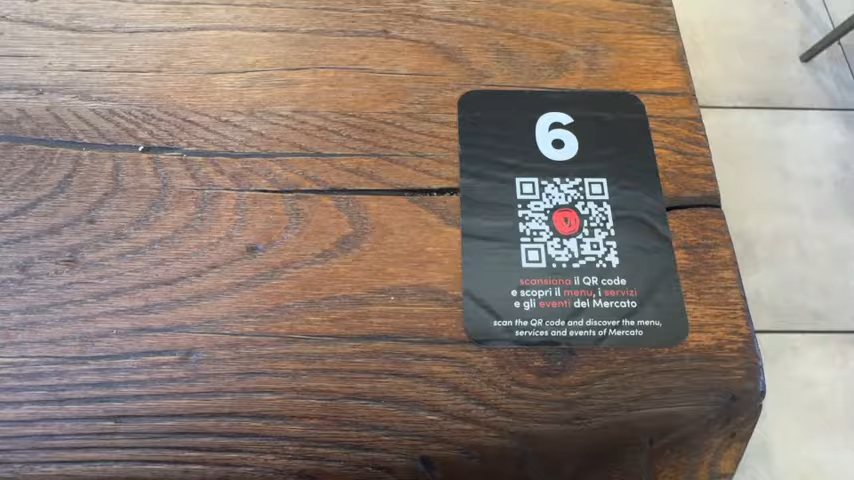 6
scansiona il QR code
e scopri il menu, i servizi
e gli eventi del Mercato
scan the QR code and discover the menu,
services and events of Mercato